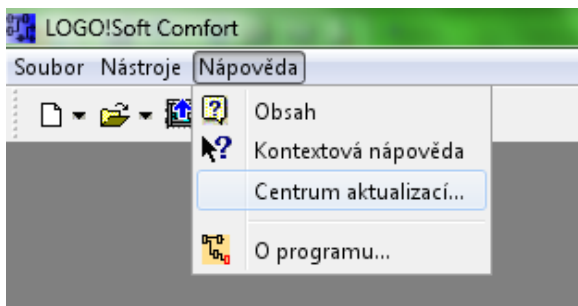 LOGO!Soft Comfort
Soubor Nástroje Nápověda
Obsah
Kontextová nápověda
Centrum aktualizací...
O programu...